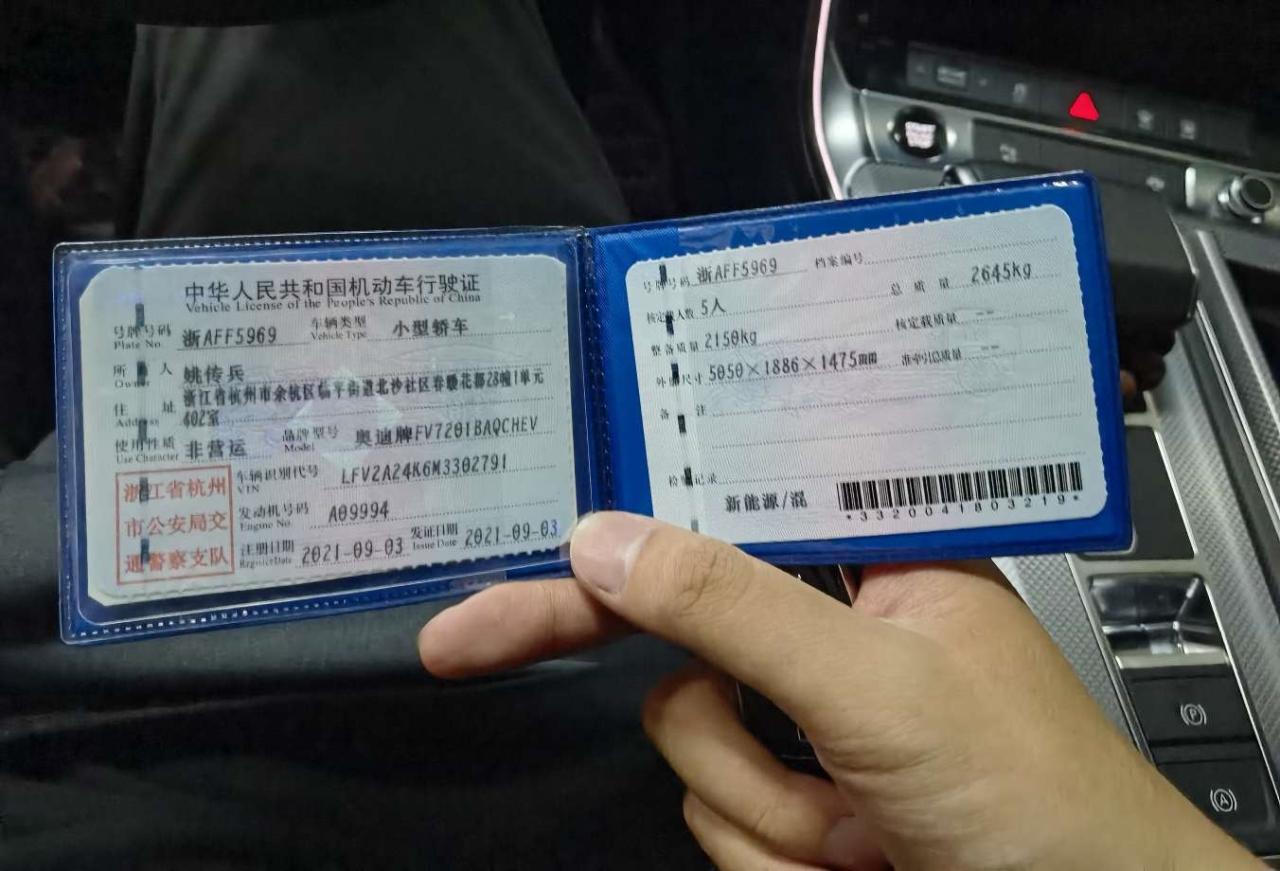 中华人民共和国机动车行驶证
Vehicle License of the People's Republic of China
号牌号码 浙AFF5969 车辆类型 小型轿车
Plate No. Vehicle Type
所 人 姚传兵
Owner
住 址 浙江省杭州市余杭区临平街道北沙社区春暖花都28幢1单元
Address 402室
使用性质 非营运 品牌型号 奥迪牌FV7201BAQCHEV
Use Character Model
浙江省杭州
市公安局交
通警察支队
车辆识别代号 LFV2A24K6M3302791
VIN
发动机号码 A09994
Engine No.
注册日期 2021-09-03 发证日期 2021-09-03
Register Date Issue Date
号牌号码 浙AFF5969 档案编号
核定载人数 5人 总 质 量 2645kg
整备质量 2150kg 核定载质量 --
外廓尺寸 5050×1886×1475mm 准牵引总质量 --
备 注
检验记录
新能源/混
*3320041803219*
P
A